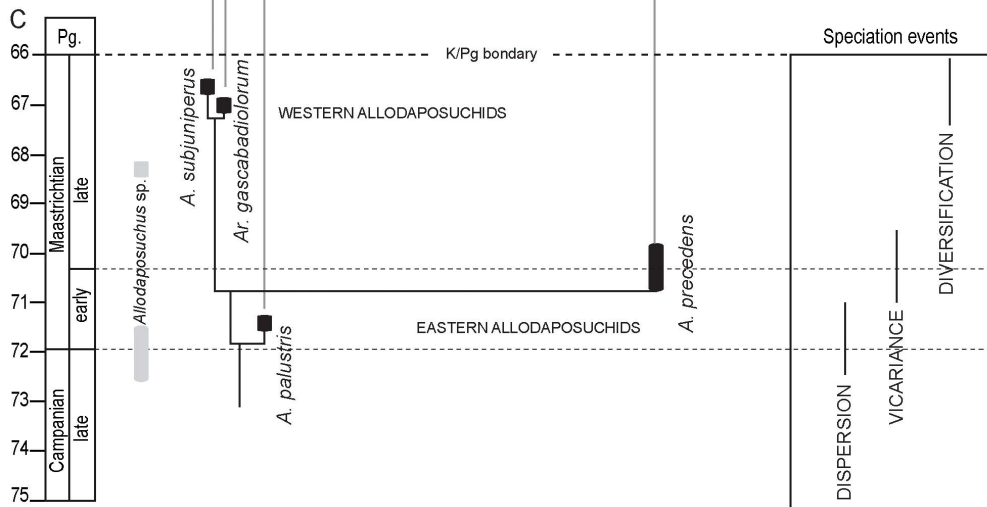 C
Pg.
Speciation events
66
K/Pg bondary
67
68
69
70
71
72
73
74
75
Maastrichtian
late
early
Campanian
late
Allodaposuchus sp.
A. subjuniperus
Ar. gascabadiolorum
WESTERN ALLODAPOSUCHIDS
A. palustris
EASTERN ALLODAPOSUCHIDS
A. precedens
DISPERSION
VICARIANCE
DIVERSIFICATION